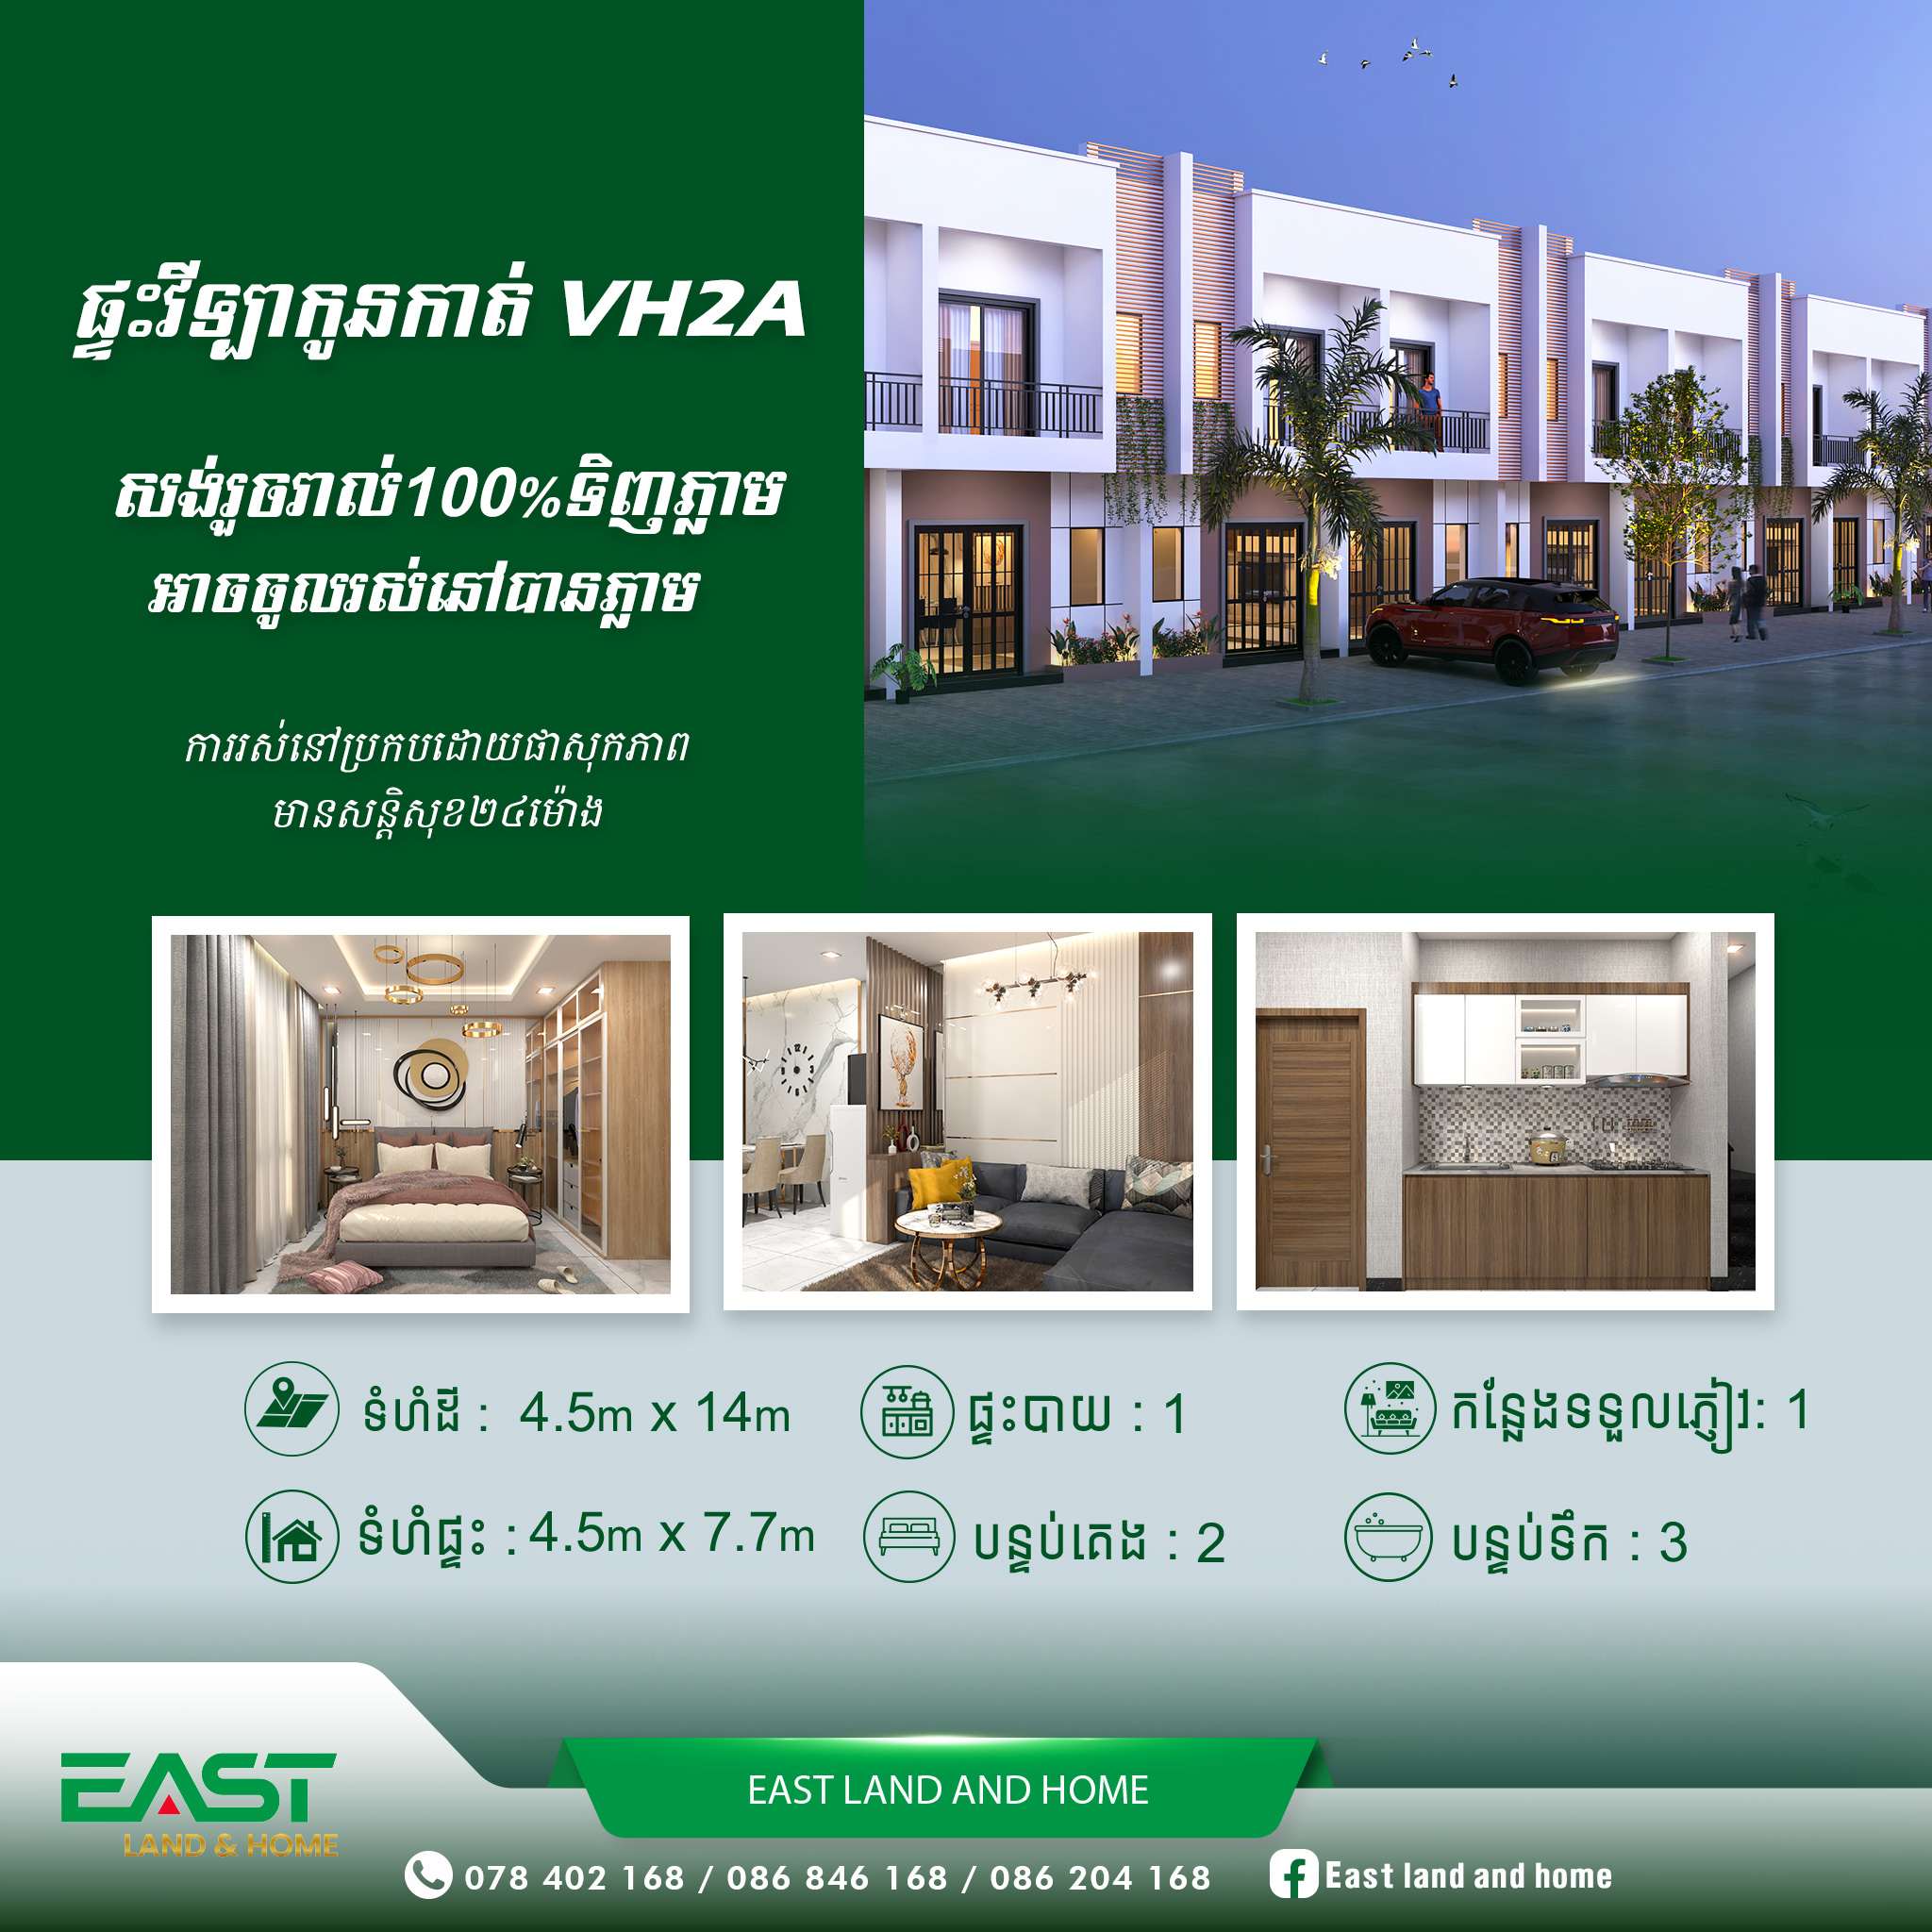 ផ្ទះវីឡាកូនកាត់ VH2A
សង់រួចរាល់100%ទិញភ្លាម
អាចចូលរស់នៅបានភ្លាម
ការរស់នៅប្រកបដោយផាសុកភាព
មានសន្តិសុខ២៤ម៉ោង
ទំហំដី : 4.5m x 14m
ផ្ទះបាយ : 1
កន្លែងទទួលភ្ញៀវ: 1
ទំហំផ្ទះ : 4.5m x 7.7m
បន្ទប់គេង : 2
បន្ទប់ទឹក : 3
EAST
LAND & HOME
EAST LAND AND HOME
078 402 168 / 086 846 168 / 086 204 168
East land and home